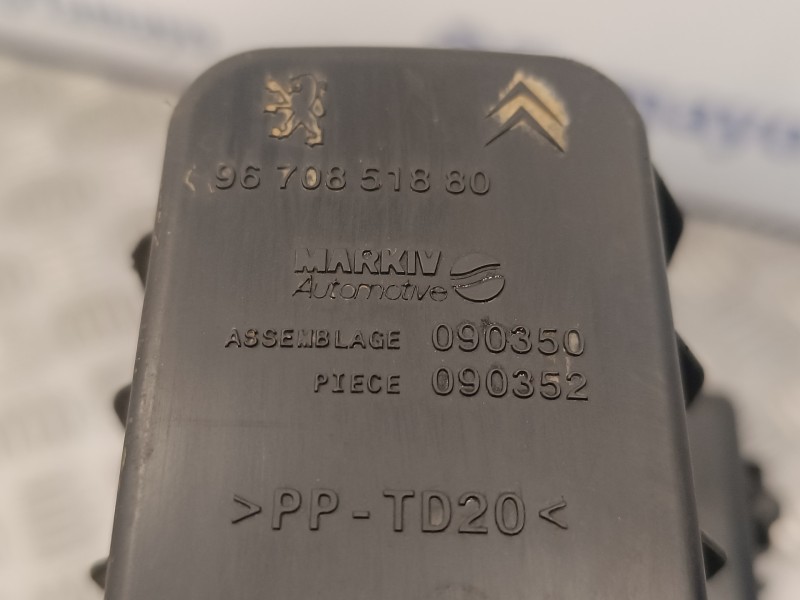 96 708 518 80
MARKIV
Automotive
ASSEMBLAGE 090350
PIECE 090352
>PP-TD20<